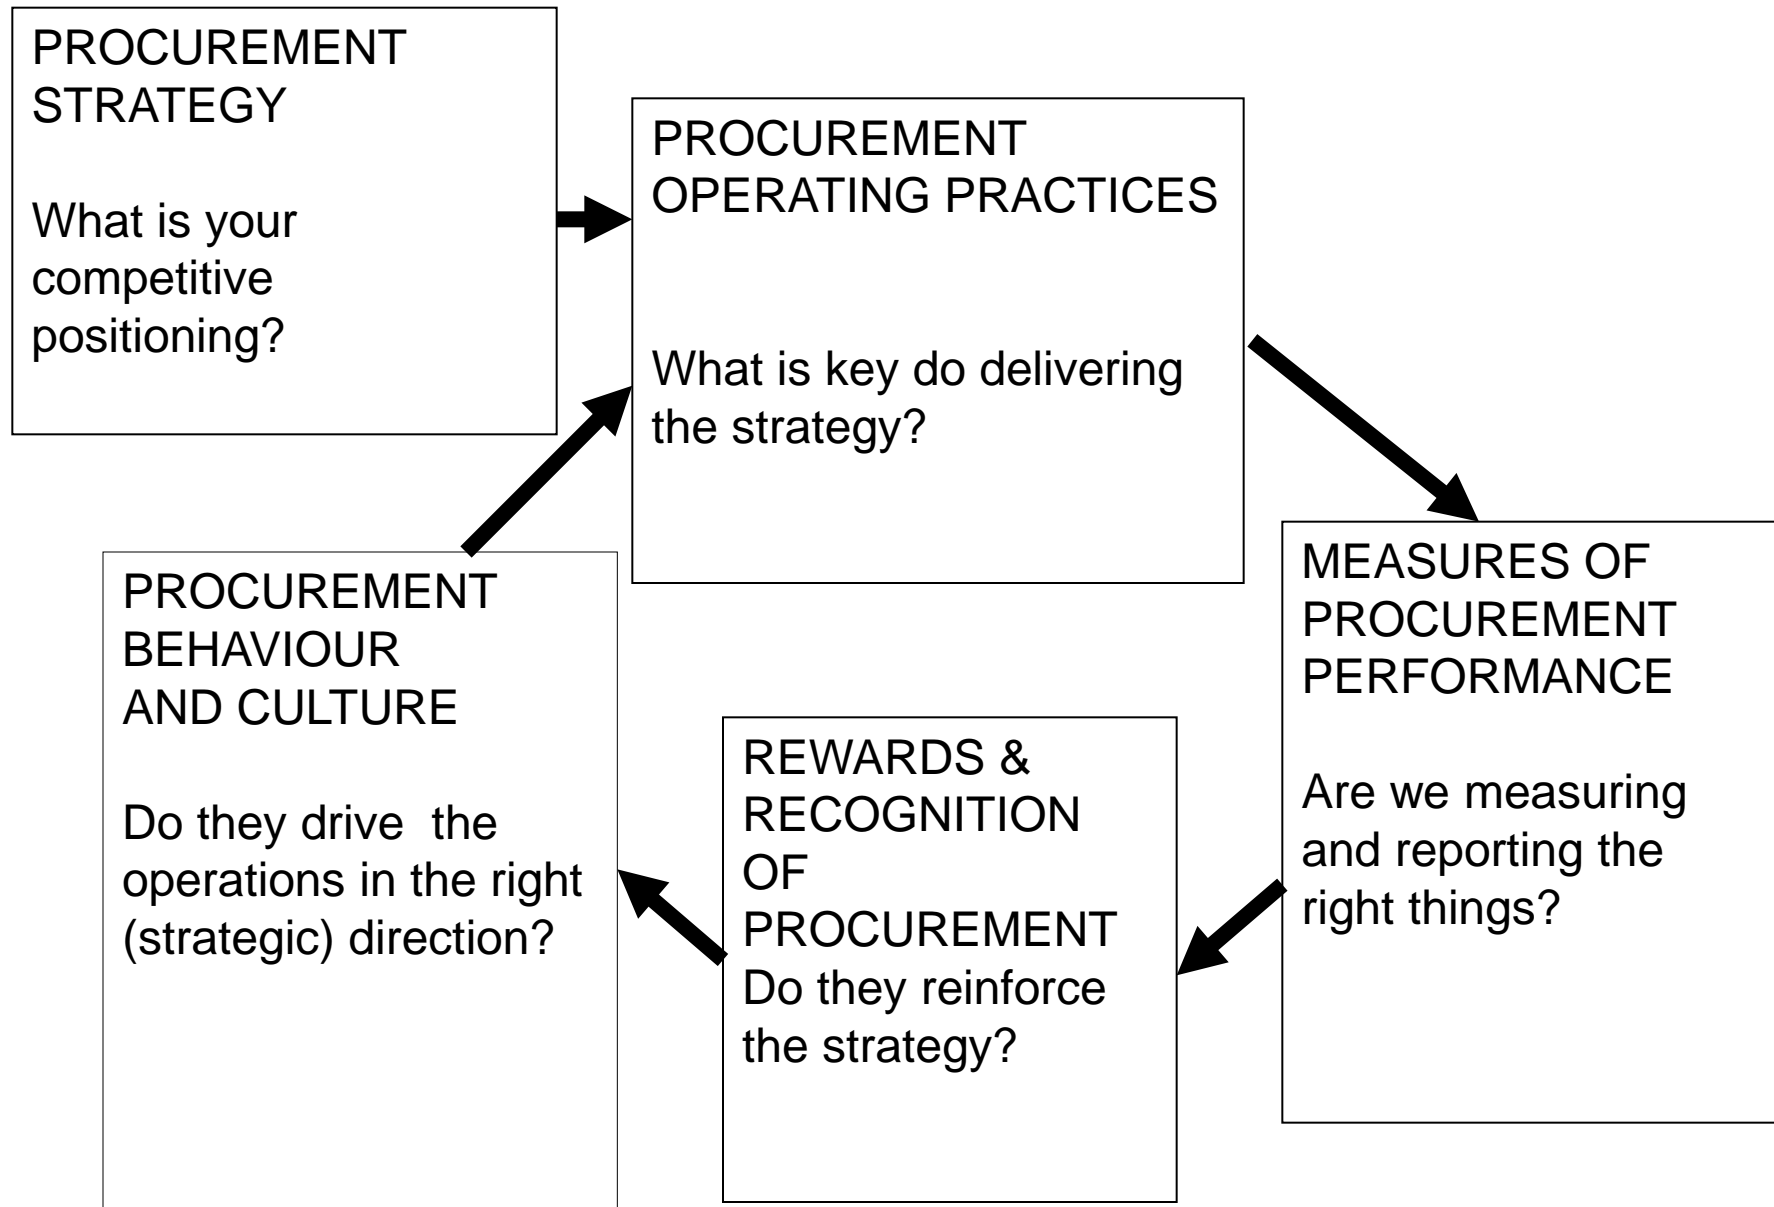 PROCUREMENT
STRATEGY
What is your
competitive
positioning?
PROCUREMENT
OPERATING PRACTICES
What is key do delivering
the strategy?
MEASURES OF
PROCUREMENT
PERFORMANCE
Are we measuring
and reporting the
right things?
REWARDS &
RECOGNITION
OF
PROCUREMENT
Do they reinforce
the strategy?
PROCUREMENT
BEHAVIOUR
AND CULTURE
Do they drive  the
operations in the right
(strategic) direction?